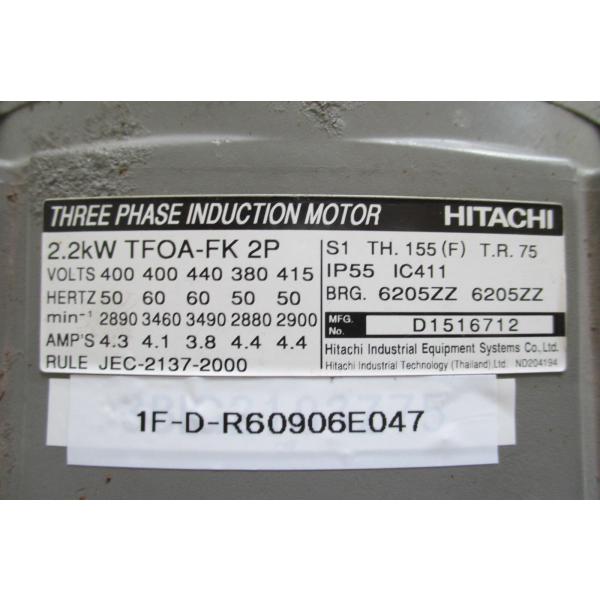 THREE PHASE INDUCTION MOTOR HITACHI
2.2kW TFOA-FK 2P
VOLTS 400 400 440 380 415
HERTZ 50 60 60 50 50
min⁻¹ 2890 3460 3490 2880 2900
AMP'S 4.3 4.1 3.8 4.4 4.4
RULE JEC-2137-2000
S1 TH. 155 (F) T.R. 75
IP55 IC411
BRG. 6205ZZ 6205ZZ
MFG. No. D1516712
Hitachi Industrial Equipment Systems Co.,Ltd.
Hitachi Industrial Technology (Thailand),Ltd. ND204194
1F-D-R60906E047